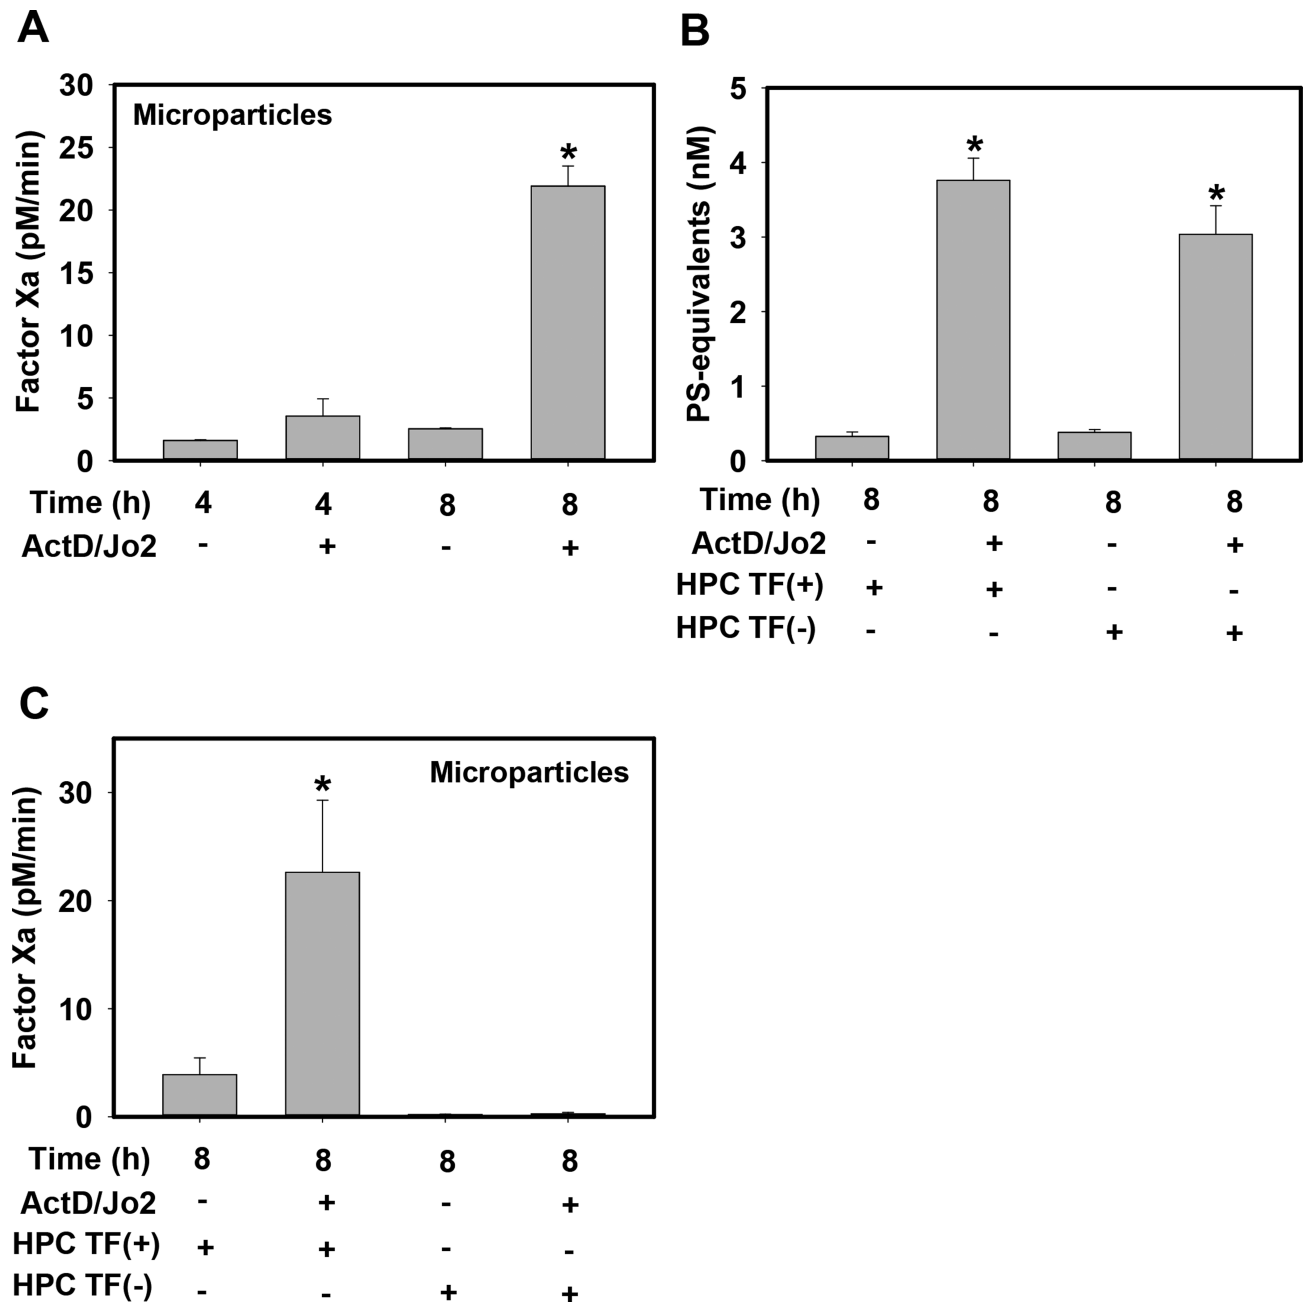 A
30
25
20
15
10
5
0
Factor Xa (pM/min)
Microparticles
*
Time (h) 4 4 8 8
ActD/Jo2 - + - +
B
5
4
3
2
1
0
PS-equivalents (nM)
*
*
Time (h) 8 8 8 8
ActD/Jo2 - + - +
HPC TF(+) + + - -
HPC TF(-) - - + +
C
30
20
10
0
Factor Xa (pM/min)
Microparticles
*
Time (h) 8 8 8 8
ActD/Jo2 - + - +
HPC TF(+) + + - -
HPC TF(-) - - + +